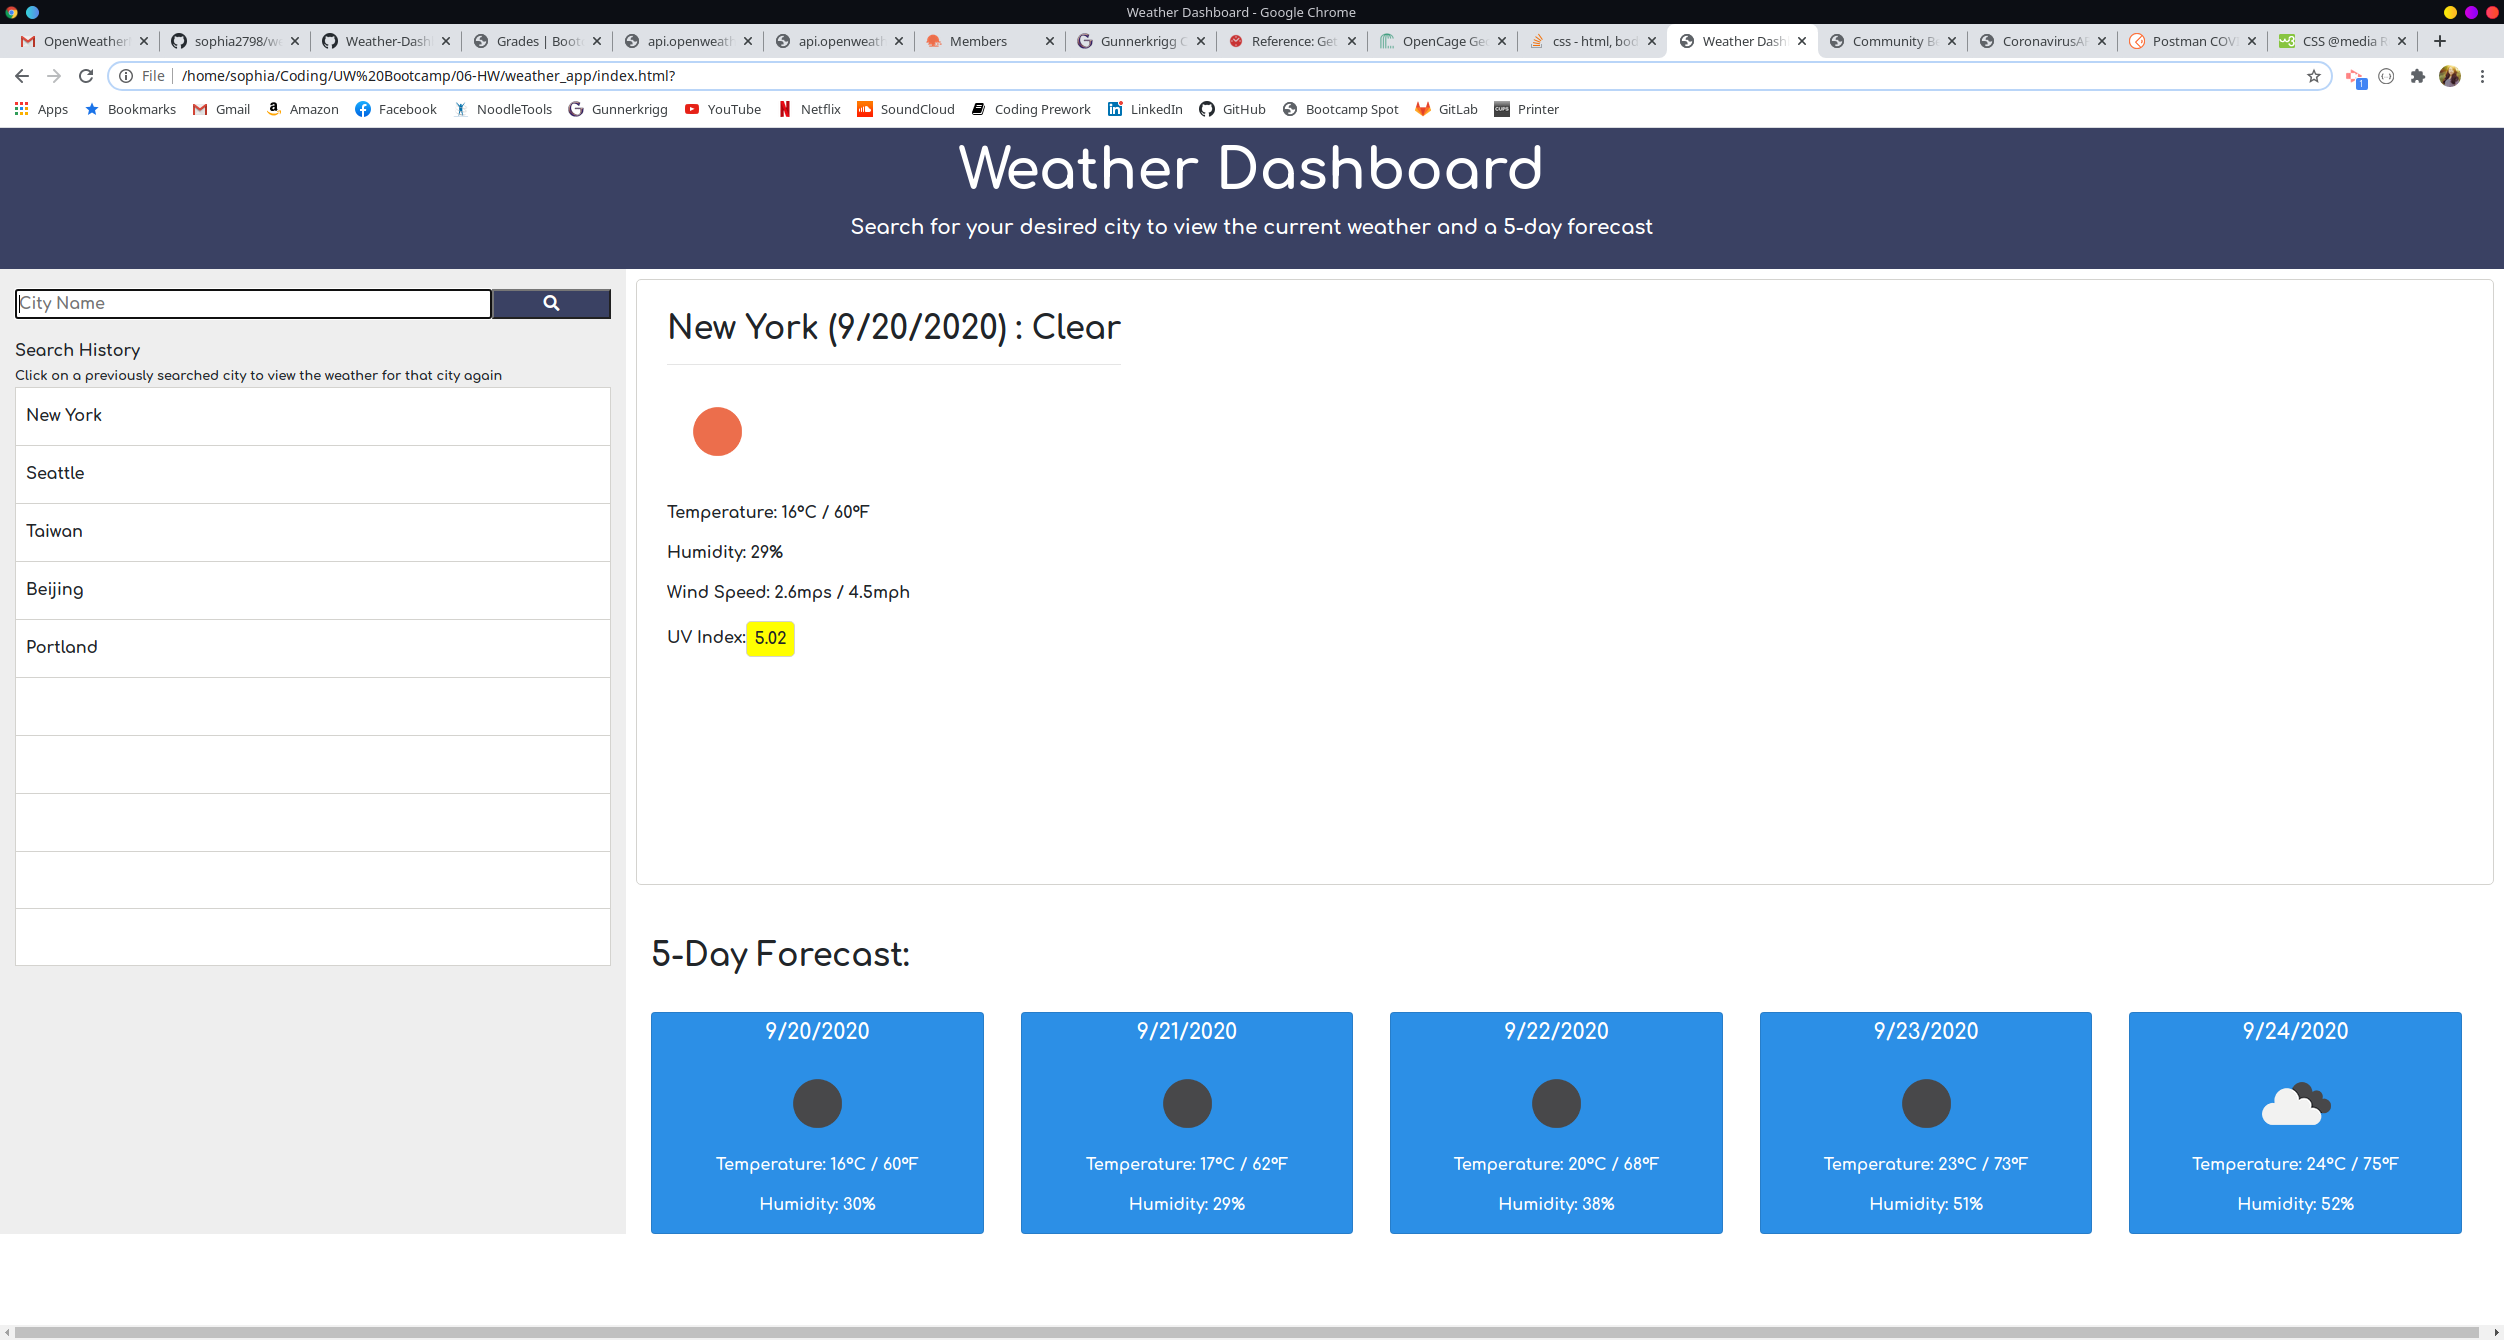 Weather Dashboard - Google Chrome
OpenWeather sophia2798/we Weather-Dash Grades | Boot api.openweath api.openweath Members Gunnerkrigg C Reference: Get OpenCage Geo css - html, bod Weather Dash Community B CoronavirusA Postman COV CSS @media R
File /home/sophia/Coding/UW%20Bootcamp/06-HW/weather_app/index.html?
1
Apps Bookmarks Gmail Amazon Facebook NoodleTools Gunnerkrigg YouTube Netflix SoundCloud Coding Prework LinkedIn GitHub Bootcamp Spot GitLab Printer
Weather Dashboard
Search for your desired city to view the current weather and a 5-day forecast
City Name
Search History
Click on a previously searched city to view the weather for that city again
New York
Seattle
Taiwan
Beijing
Portland
New York (9/20/2020) : Clear
Temperature: 16°C / 60°F
Humidity: 29%
Wind Speed: 2.6mps / 4.5mph
UV Index: 5.02
5-Day Forecast:
9/20/2020
Temperature: 16°C / 60°F
Humidity: 30%
9/21/2020
Temperature: 17°C / 62°F
Humidity: 29%
9/22/2020
Temperature: 20°C / 68°F
Humidity: 38%
9/23/2020
Temperature: 23°C / 73°F
Humidity: 51%
9/24/2020
Temperature: 24°C / 75°F
Humidity: 52%